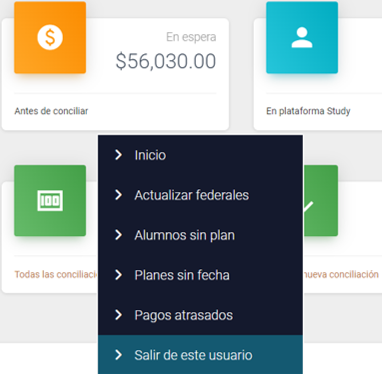 En espera
$56,030.00
Antes de conciliar
En plataforma Study
Inicio
Actualizar federales
Alumnos sin plan
Planes sin fecha
Pagos atrasados
Salir de este usuario
100
Todas las
nueva conciliación